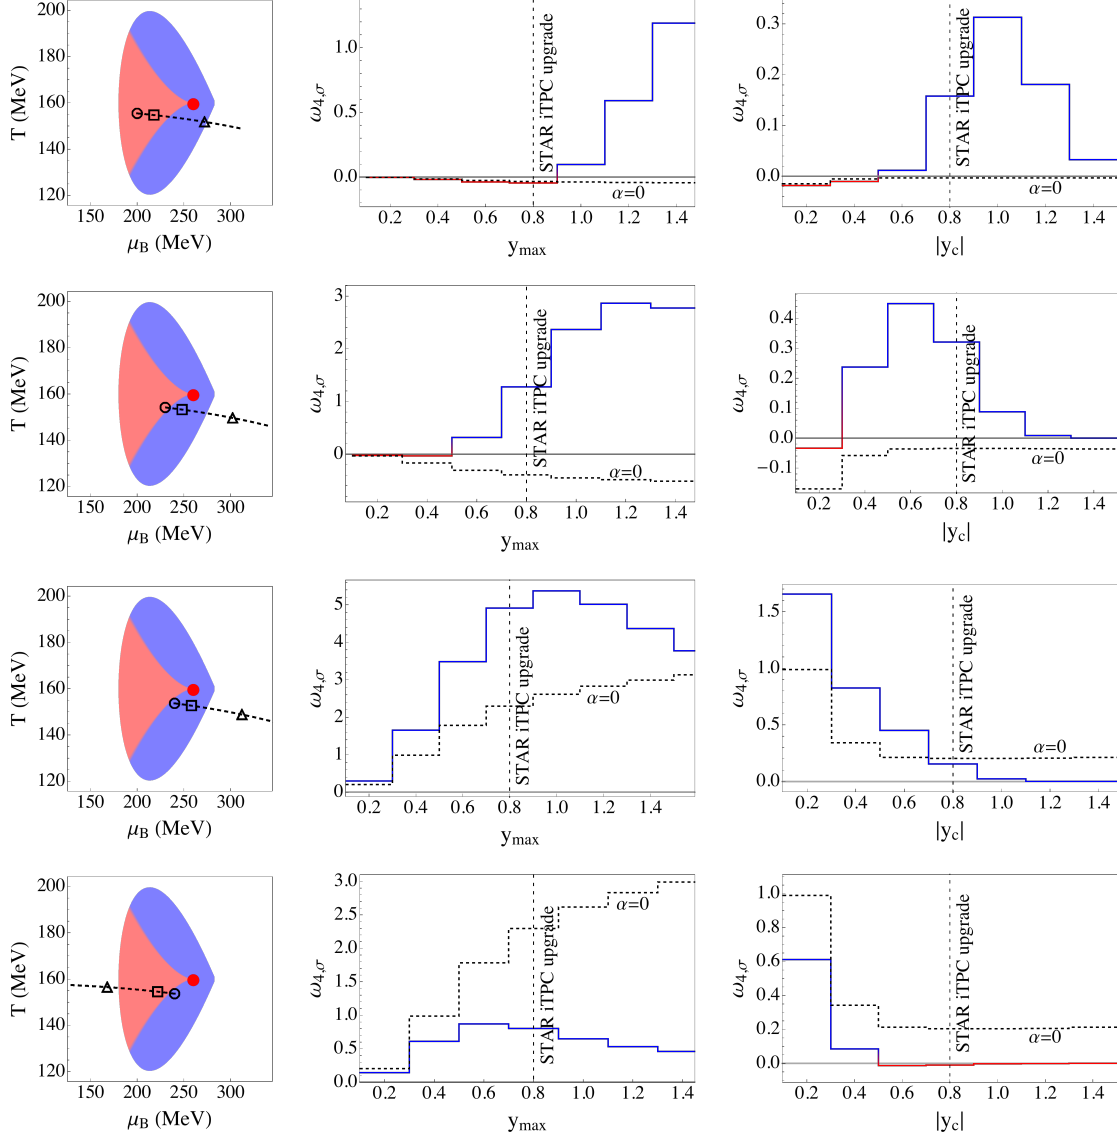 200
180
160
140
120
T (MeV)
150 200 250 300
μB (MeV)
1.0
0.5
0.0
ω4,σ
STAR iTPC upgrade
α=0
0.2 0.4 0.6 0.8 1.0 1.2 1.4
ymax
0.3
0.2
0.1
0.0
ω4,σ
STAR iTPC upgrade
α=0
0.2 0.4 0.6 0.8 1.0 1.2 1.4
|yc|
200
180
160
140
120
T (MeV)
150 200 250 300
μB (MeV)
3
2
1
0
ω4,σ
STAR iTPC upgrade
α=0
0.2 0.4 0.6 0.8 1.0 1.2 1.4
ymax
0.4
0.3
0.2
0.1
0.0
−0.1
ω4,σ
STAR iTPC upgrade
α=0
0.2 0.4 0.6 0.8 1.0 1.2 1.4
|yc|
200
180
160
140
120
T (MeV)
150 200 250 300
μB (MeV)
5
4
3
2
1
0
ω4,σ
STAR iTPC upgrade
α=0
0.2 0.4 0.6 0.8 1.0 1.2 1.4
ymax
1.5
1.0
0.5
0.0
ω4,σ
STAR iTPC upgrade
α=0
0.2 0.4 0.6 0.8 1.0 1.2 1.4
|yc|
200
180
160
140
120
T (MeV)
150 200 250 300
μB (MeV)
3.0
2.5
2.0
1.5
1.0
0.5
0.0
ω4,σ
STAR iTPC upgrade
α=0
0.2 0.4 0.6 0.8 1.0 1.2 1.4
ymax
1.0
0.8
0.6
0.4
0.2
0.0
ω4,σ
STAR iTPC upgrade
α=0
0.2 0.4 0.6 0.8 1.0 1.2 1.4
|yc|